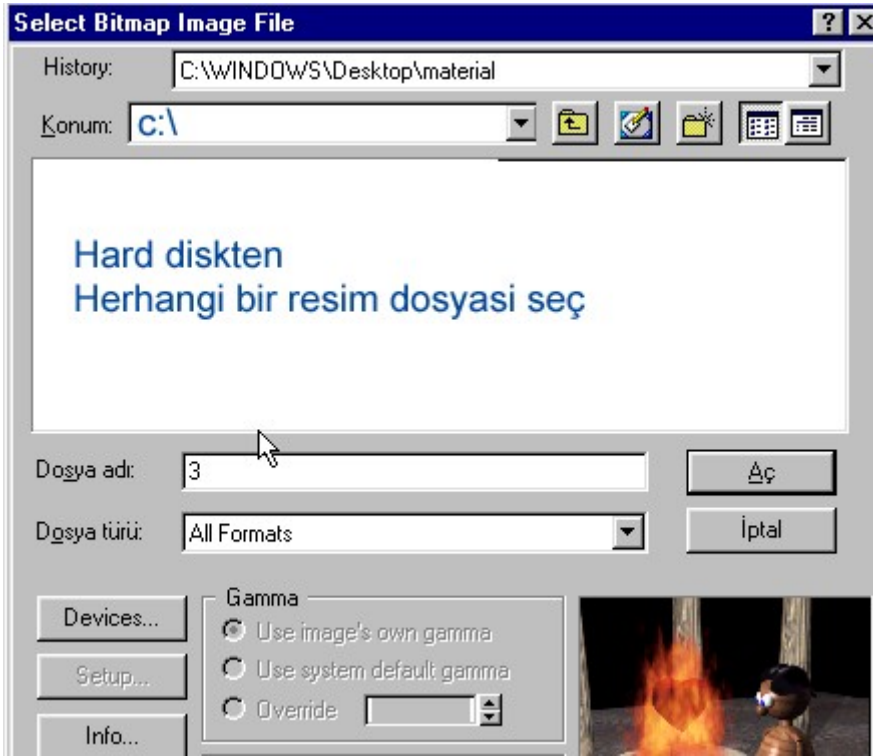 Select Bitmap Image File
History: C:\WINDOWS\Desktop\material
Konum: C:\
Hard diskten
Herhangi bir resim dosyasi seç
Dosya adı: 3
Aç
Dosya türü: All Formats
İptal
Devices...
Gamma
Use image's own gamma
Setup...
Use system default gamma
Override
Info...